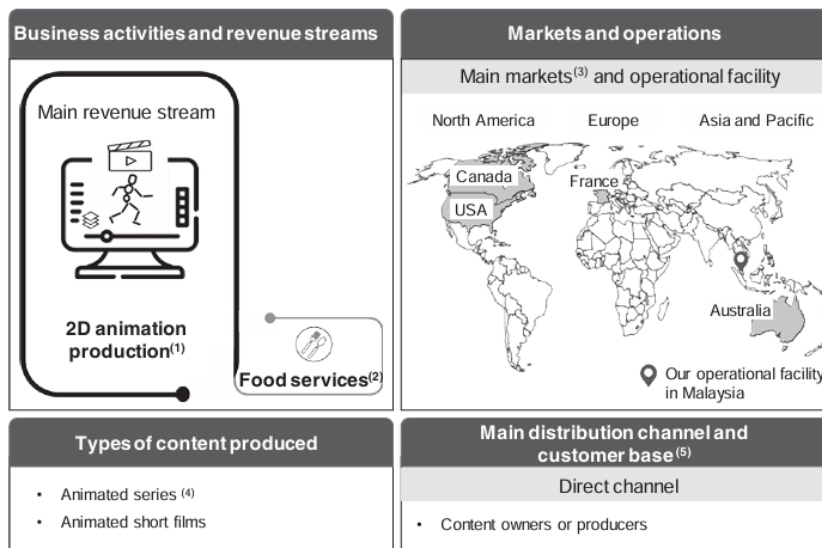 Business activities and revenue streams
Main revenue stream
2D animation
production(1)
Food services(2)
Markets and operations
Main markets(3) and operational facility
North America
Europe
Asia and Pacific
Canada
France
USA
Australia
Our operational facility
in Malaysia
Types of content produced
• Animated series (4)
• Animated short films
Main distribution channel and
customer base (5)
Direct channel
• Content owners or producers